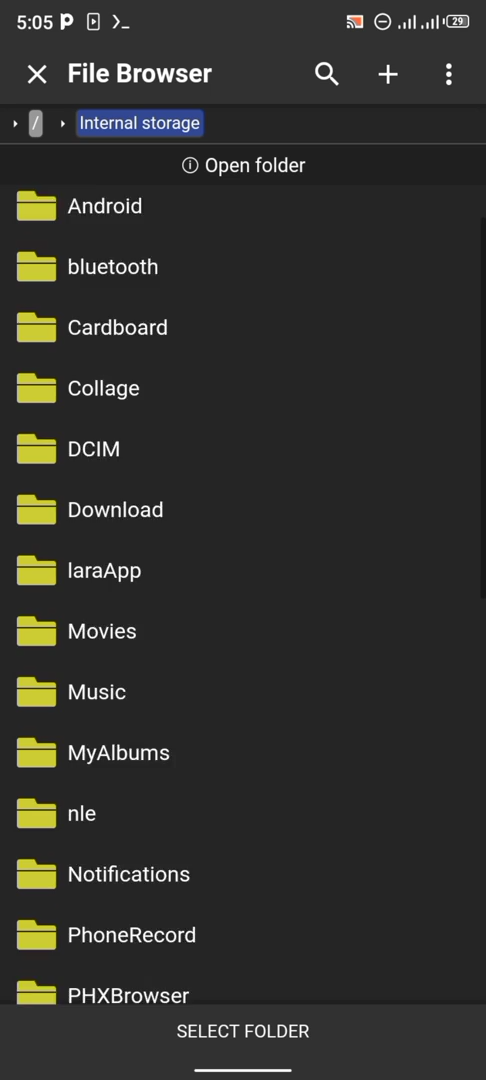 5:05
29
File Browser
/ Internal storage
Open folder
Android
bluetooth
Cardboard
Collage
DCIM
Download
laraApp
Movies
Music
MyAlbums
nle
Notifications
PhoneRecord
PHXBrowser
SELECT FOLDER